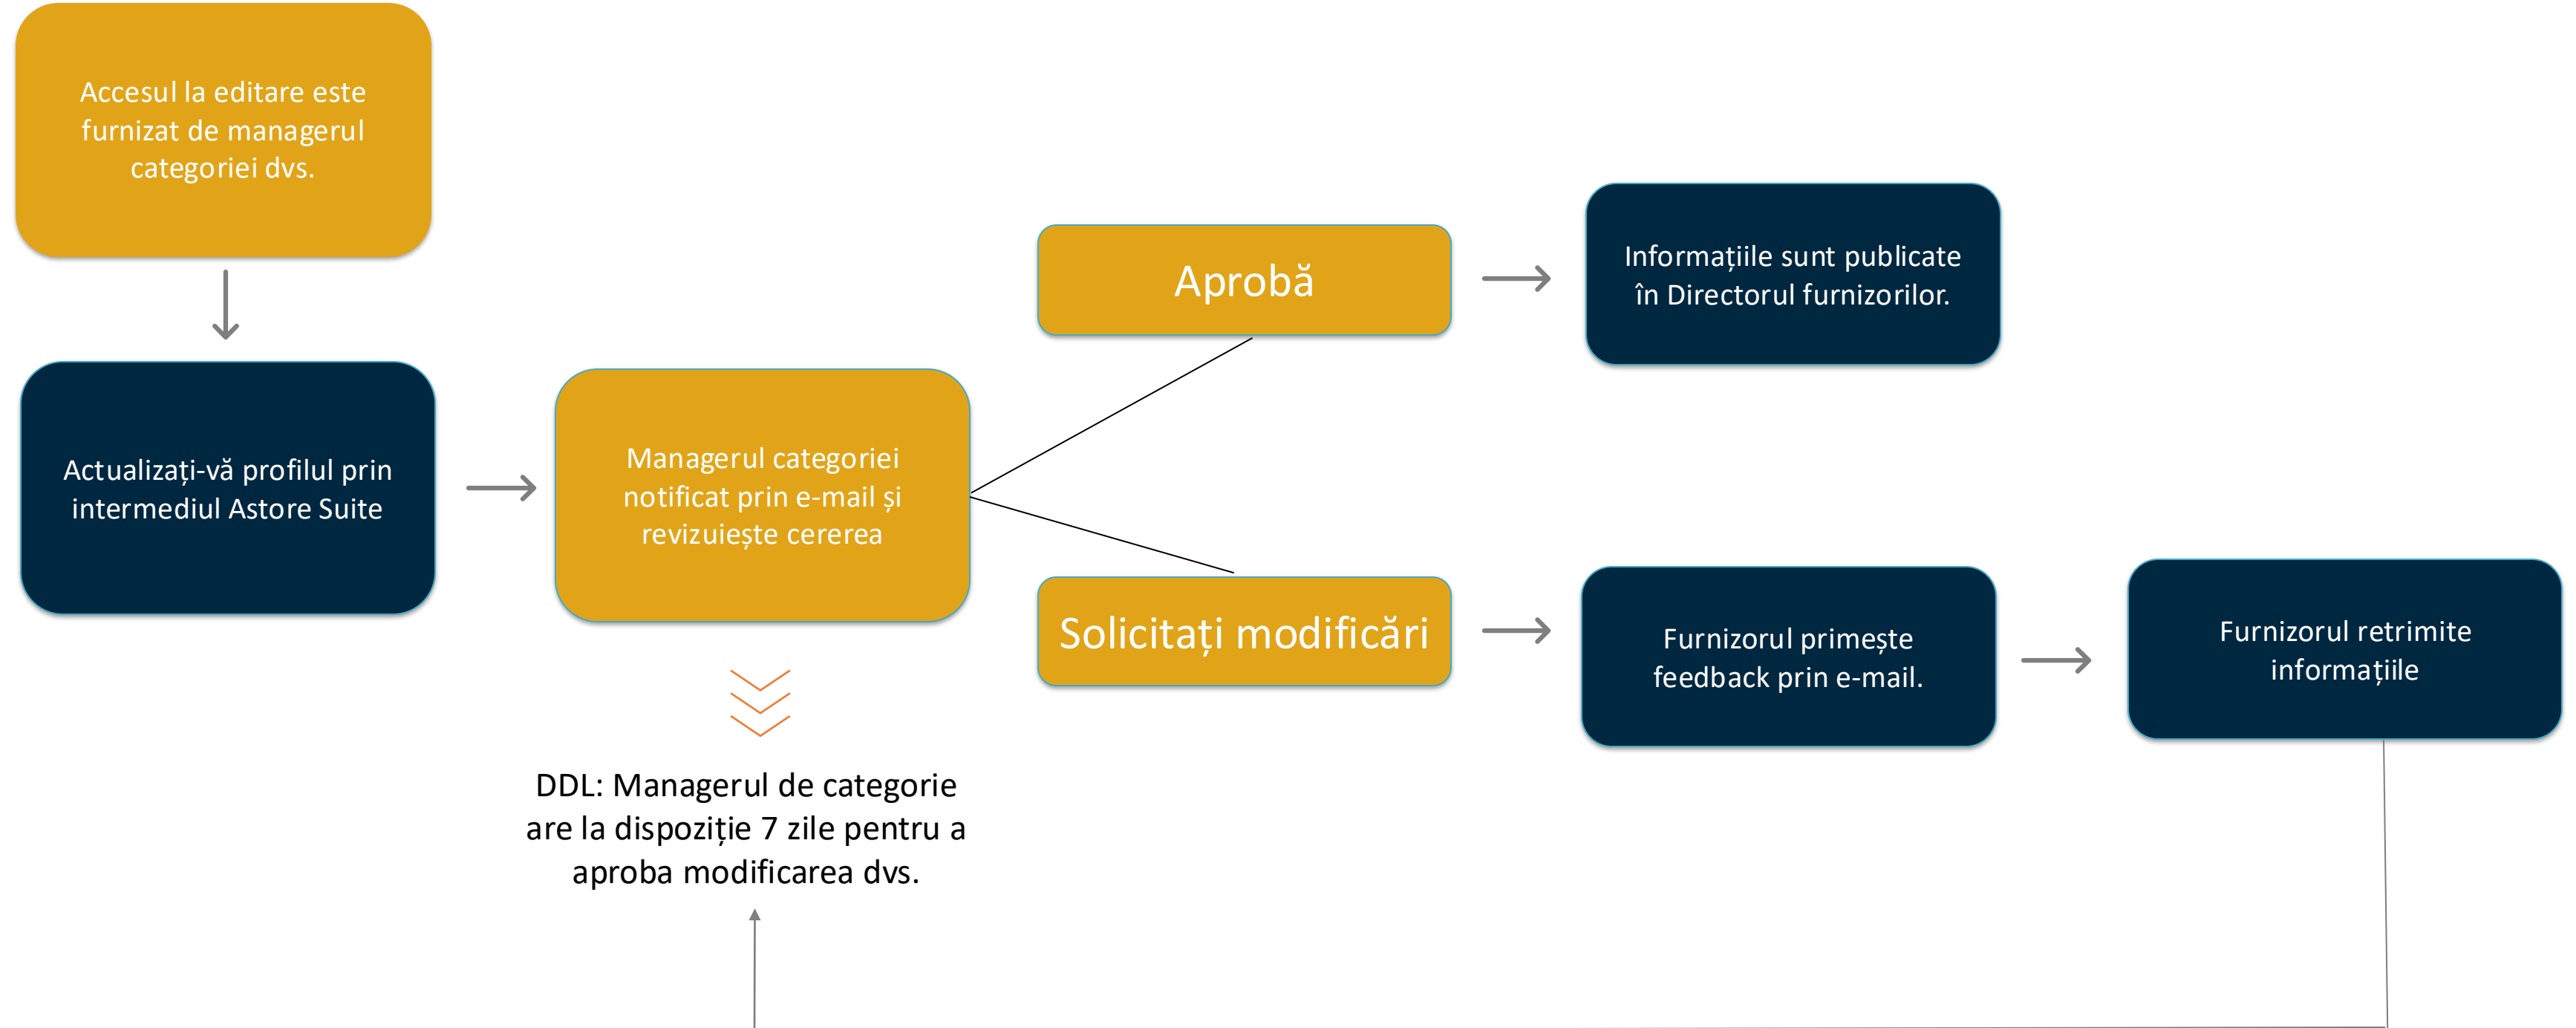 Accesul la editare este
furnizat de managerul
categoriei dvs.
Actualizați-vă profilul prin
intermediul Astore Suite
Managerul categoriei
notificat prin e-mail și
revizuiește cererea
DDL: Managerul de categorie
are la dispoziție 7 zile pentru a
aproba modificarea dvs.
Aprobă
Informațiile sunt publicate
în Directorul furnizorilor.
Solicitați modificări
Furnizorul primește
feedback prin e-mail.
Furnizorul retrimite
informațiile